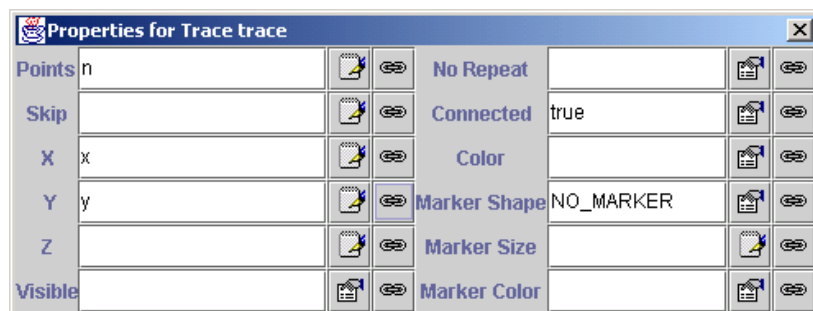 Properties for Trace trace
Points n No Repeat
Skip Connected true
X x Color
Y y Marker Shape NO_MARKER
Z Marker Size
Visible Marker Color